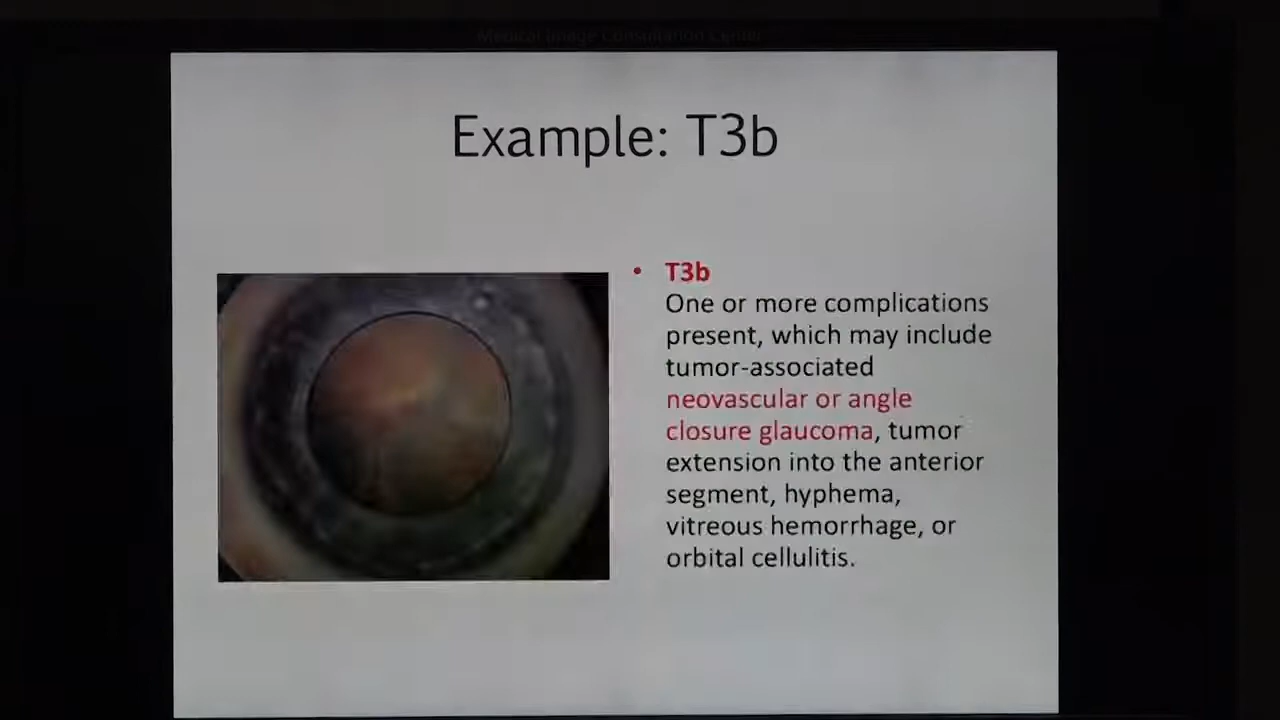 Medical Image Consultation Center
Example: T3b
• T3b
One or more complications
present, which may include
tumor-associated
neovascular or angle
closure glaucoma, tumor
extension into the anterior
segment, hyphema,
vitreous hemorrhage, or
orbital cellulitis.